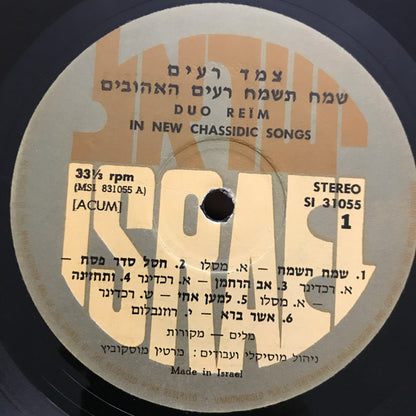 צמד רעים
שמח תשמח רעים האהובים
DUO REÏM
IN NEW CHASSIDIC SONGS
33⅓ rpm
(MSI 831055 A)
[ACUM]
STEREO
SI 31055
1
ISRAEL
1. שמח תשמח — א. מסלו 2. חסל סדר פסח —
א. רכדינר 3. אב הרחמן — א. רכדינר 4. ותחזינה
— א. מסלו 5. למען אחי — ט. רכדינר
6. אשר ברא — י. רוזנבלום
מלים — מקורות
ניהול מוסיקלי ועבודים: מרטין מוסקוביץ
Made in Israel